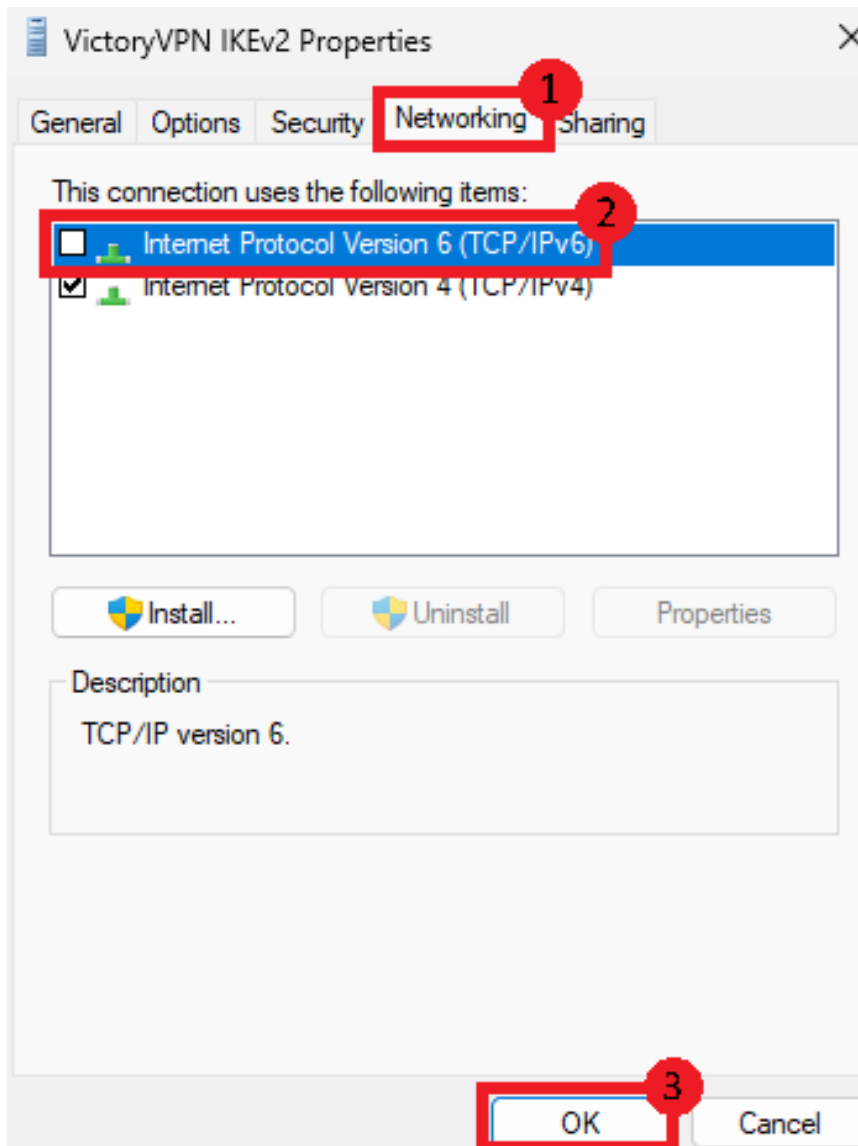 VictoryVPN IKEv2 Properties
1
General Options Security Networking Sharing
This connection uses the following items:
2
Internet Protocol Version 6 (TCP/IPv6)
Internet Protocol Version 4 (TCP/IPv4)
Install... Uninstall Properties
Description
TCP/IP version 6.
3
OK Cancel